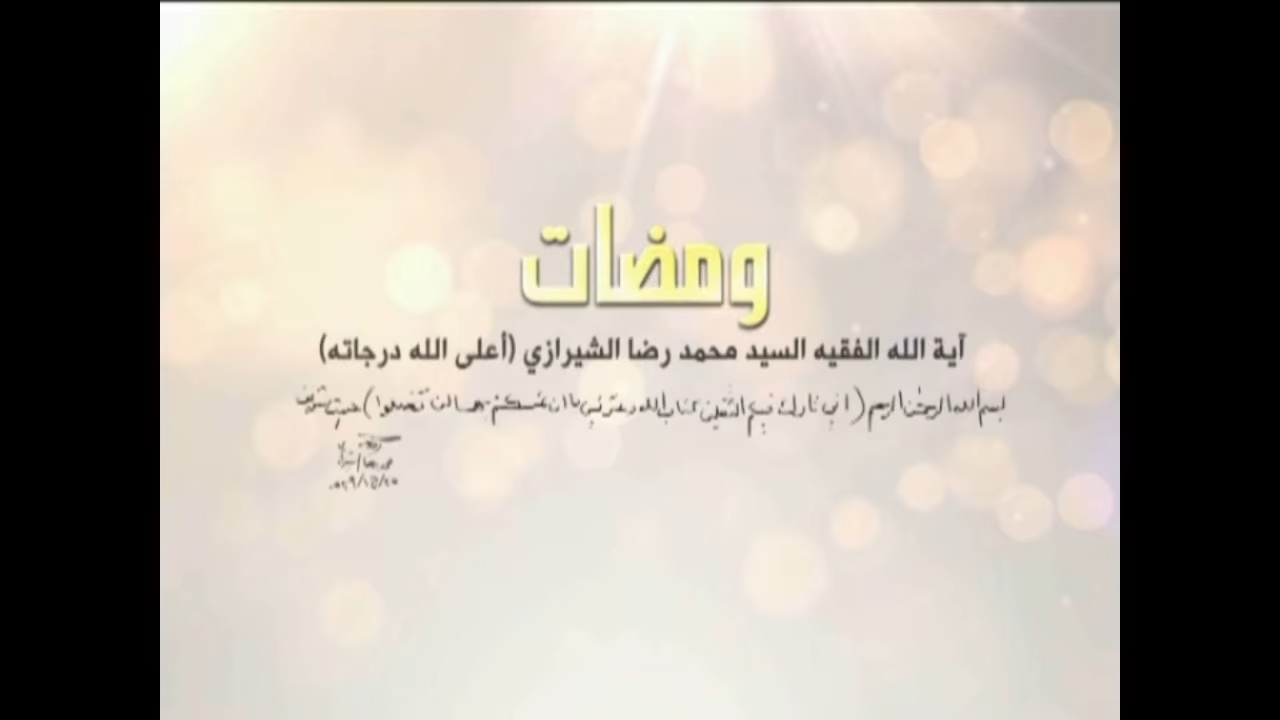 ومضات
آية الله الفقيه السيد محمد رضا الشيرازي (أعلى الله درجاته)
بسم الله الرحمن الرحيم (اني تارك فيكم الثقلين كتاب الله وعترتي ما ان تمسكتم بهما لن تضلوا) حديث شريف